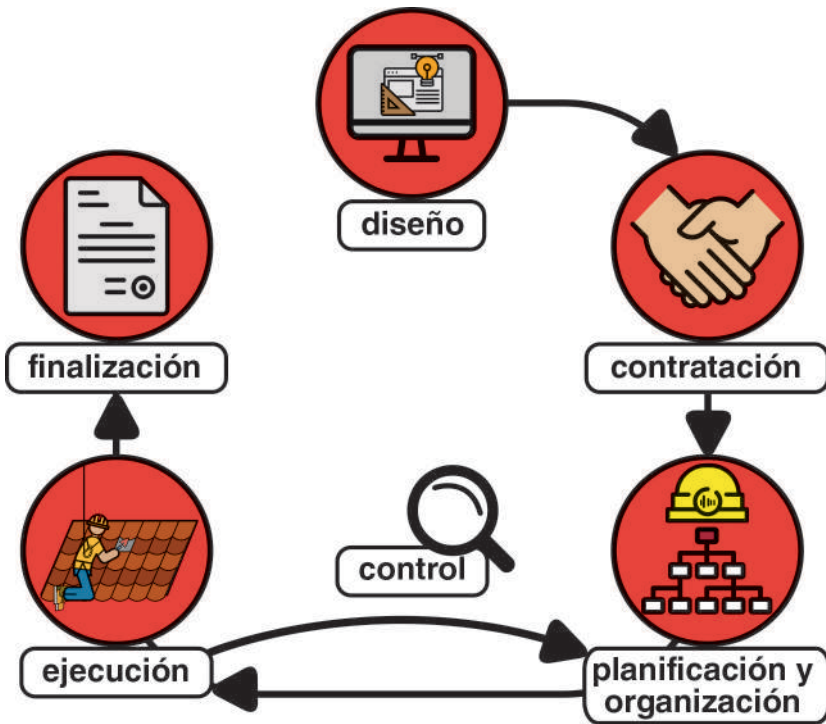 diseño
contratación
finalización
control
ejecución
planificación y
organización